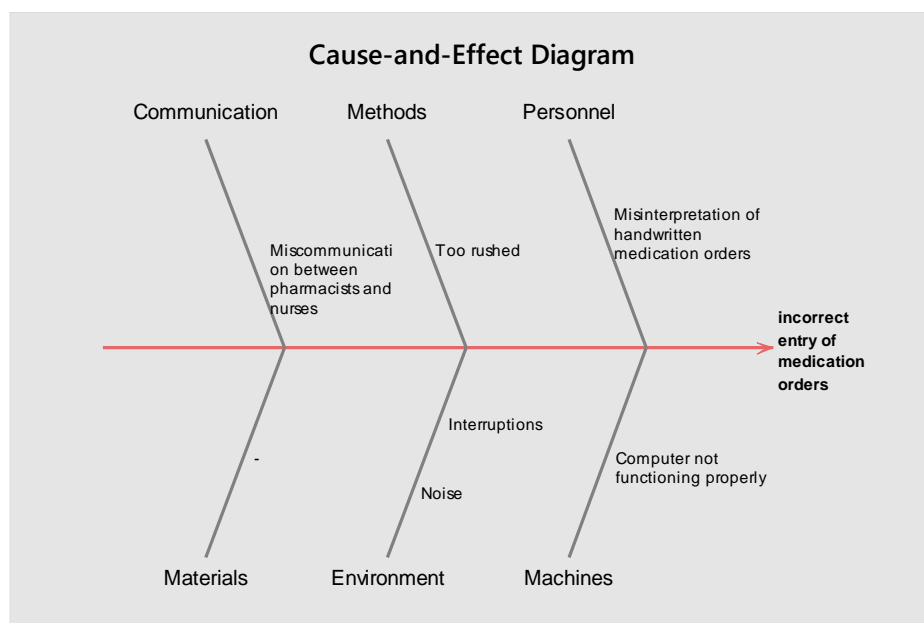 Cause-and-Effect Diagram
Communication
Methods
Personnel
Miscommunicati
on between
pharmacists and
nurses
Too rushed
Misinterpretation of
handwritten
medication orders
incorrect
entry of
medication
orders
-
Interruptions
Noise
Computer not
functioning properly
Materials
Environment
Machines